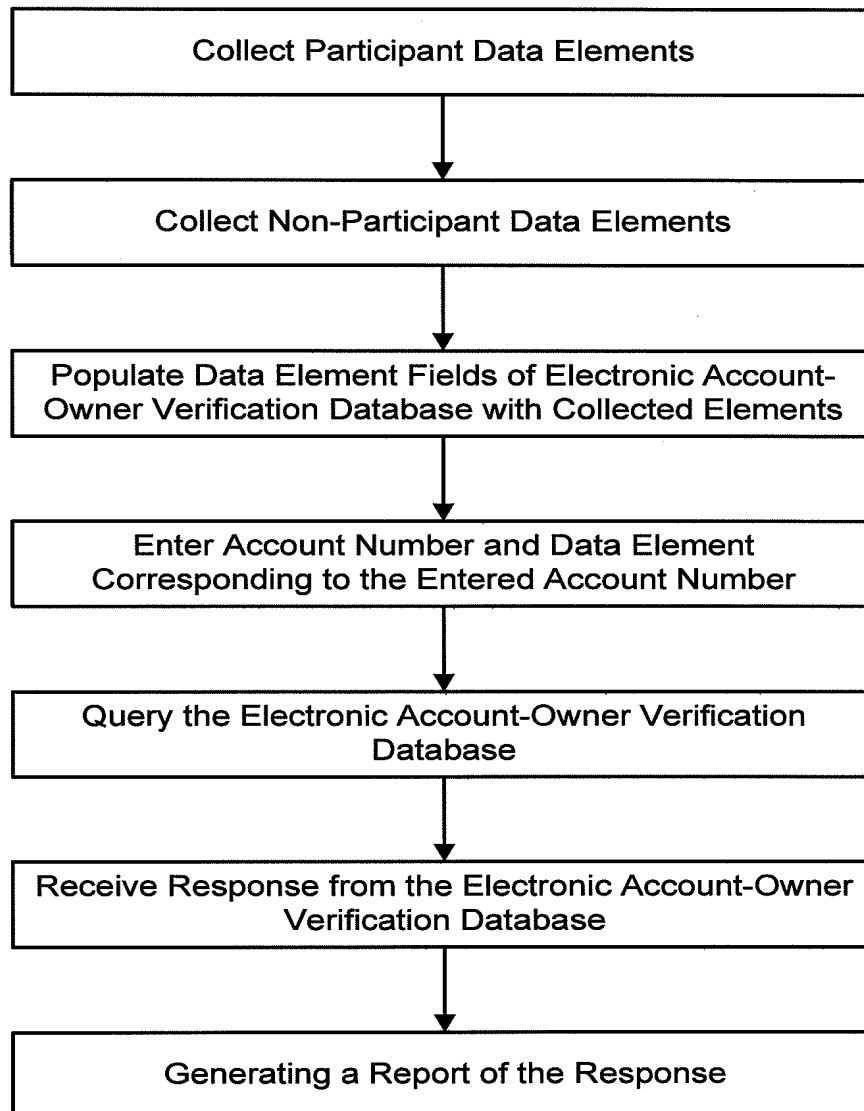 Collect Participant Data Elements
Collect Non-Participant Data Elements
Populate Data Element Fields of Electronic Account-
Owner Verification Database with Collected Elements
Enter Account Number and Data Element
Corresponding to the Entered Account Number
Query the Electronic Account-Owner Verification
Database
Receive Response from the Electronic Account-Owner
Verification Database
Generating a Report of the Response